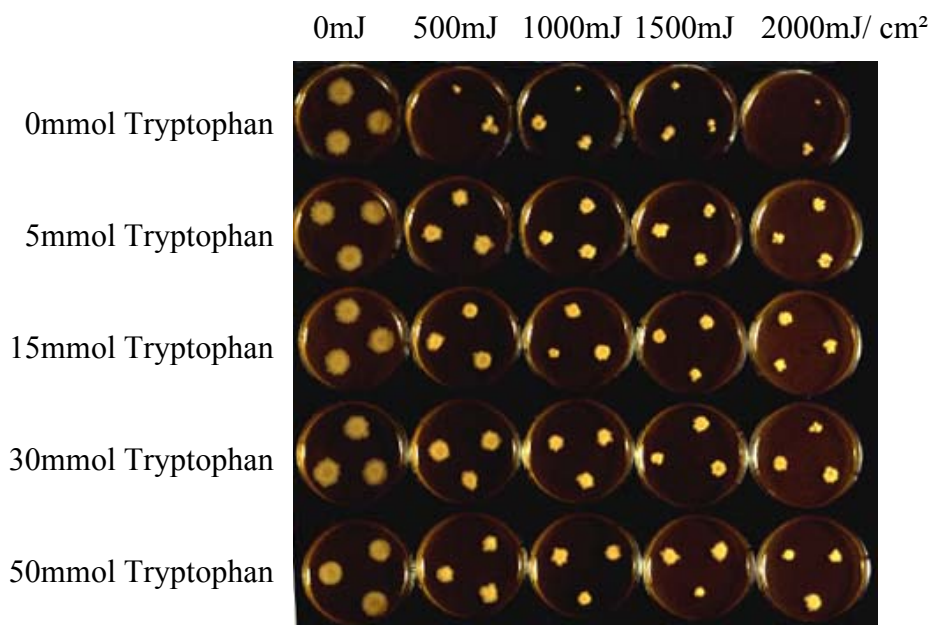 0mJ 500mJ 1000mJ 1500mJ 2000mJ/ cm²
0mmol Tryptophan
5mmol Tryptophan
15mmol Tryptophan
30mmol Tryptophan
50mmol Tryptophan